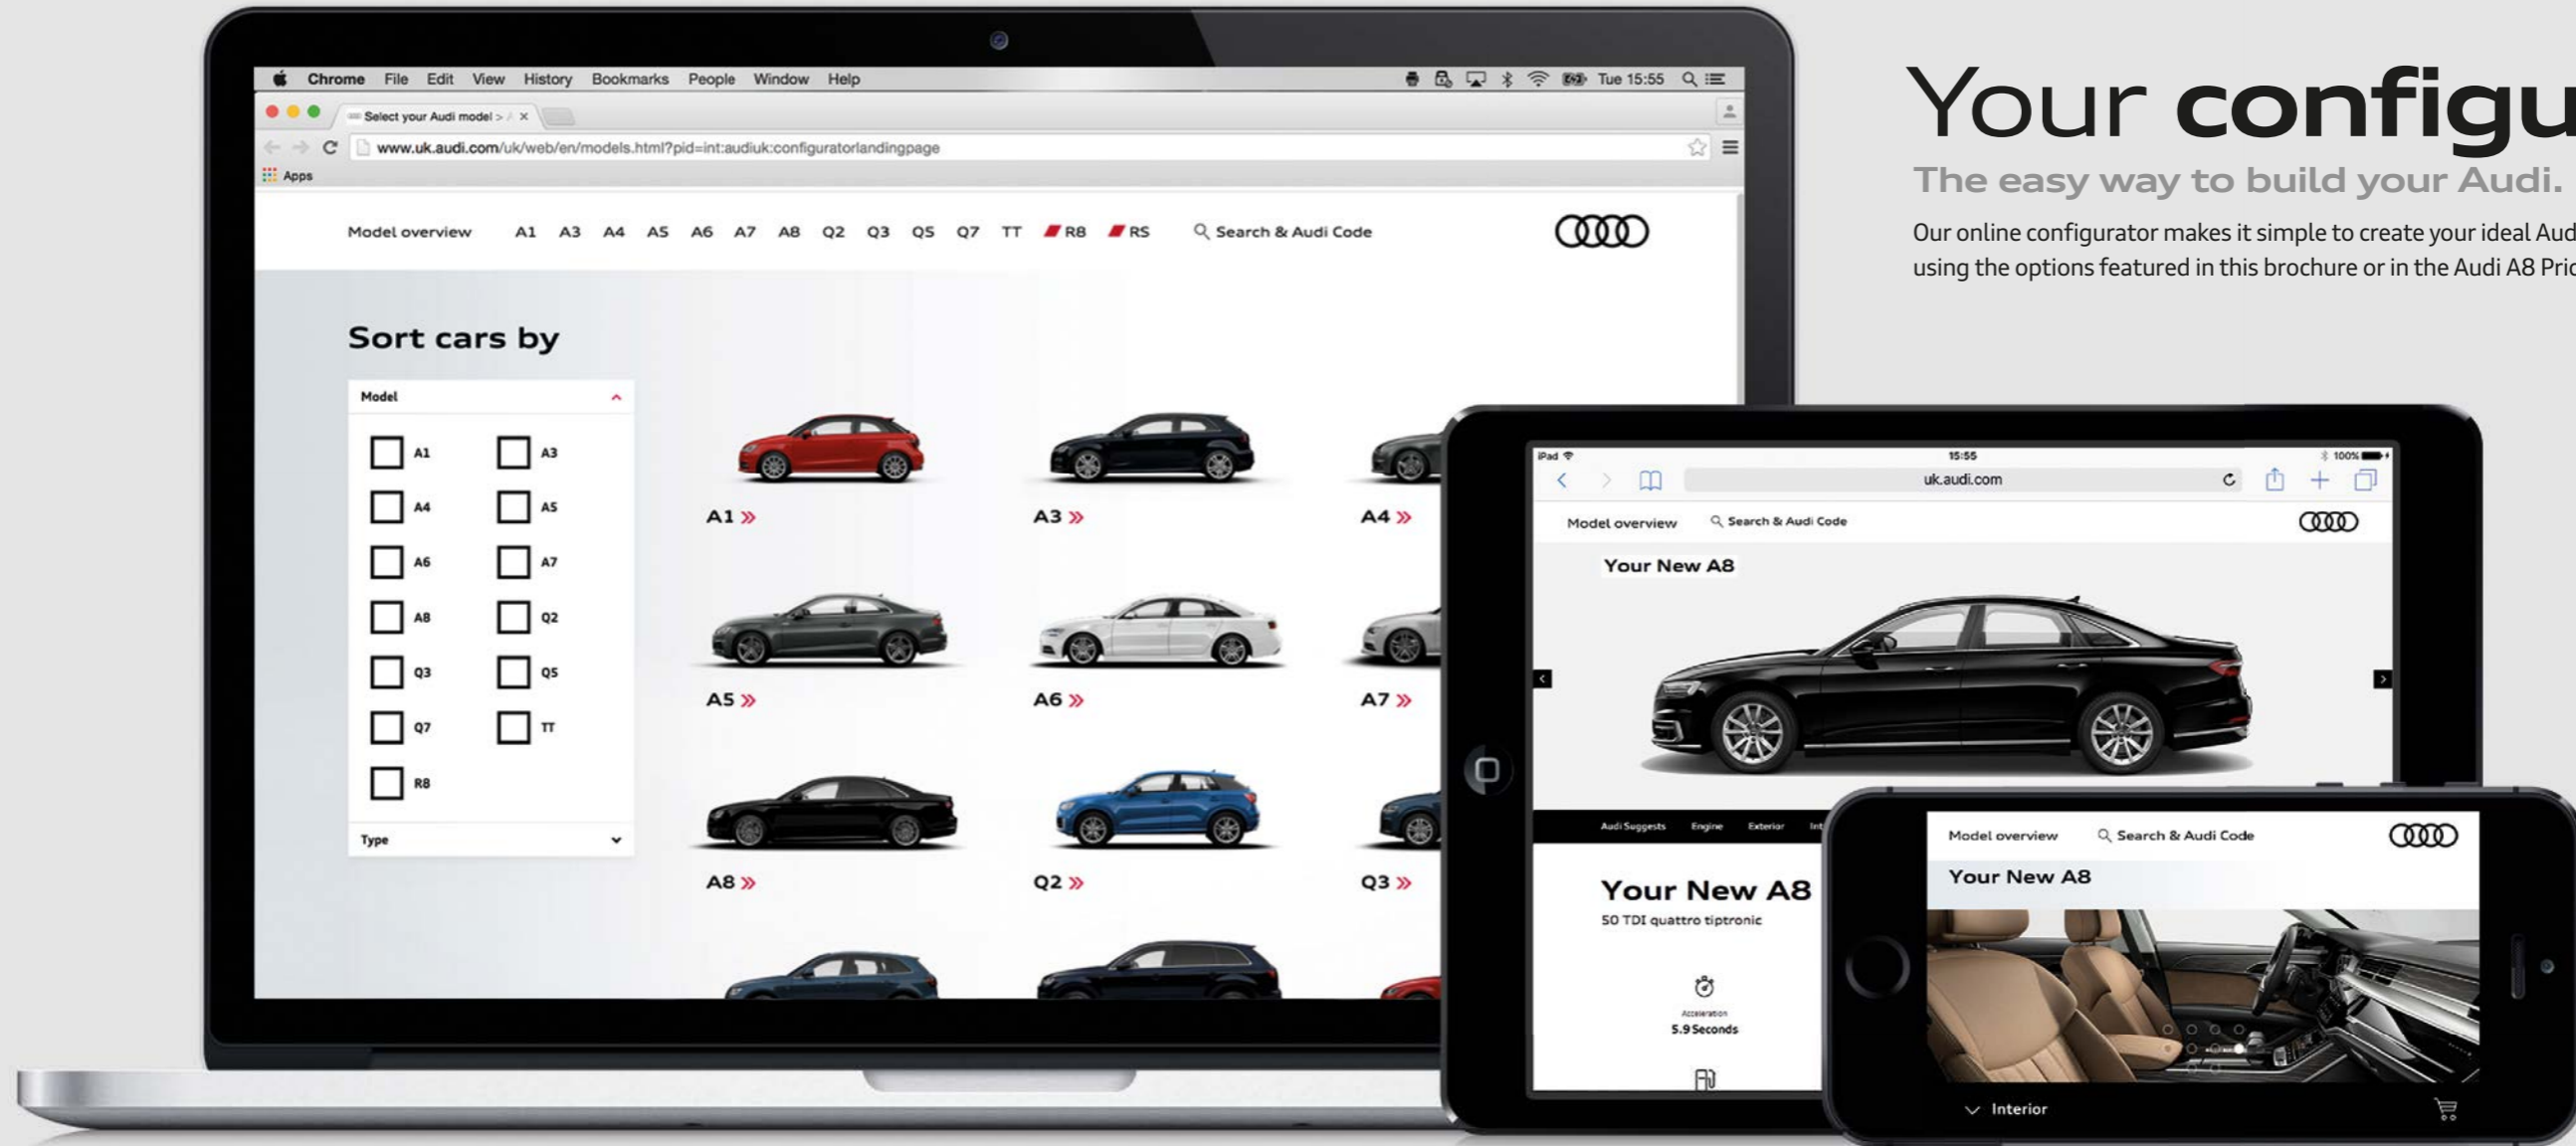 Chrome File Edit View History Bookmarks People Window Help
Tue 15:55
Select your Audi model >
www.uk.audi.com/uk/web/en/models.html?pid=int:audiuk:configuratorlandingpage
Apps
Model overview A1 A3 A4 A5 A6 A7 A8 Q2 Q3 Q5 Q7 TT R8 RS Search & Audi Code
Sort cars by
Model
A1 A3
A4 A5
A6 A7
A8 Q2
Q3 Q5
Q7 TT
R8
Type
A1 A3 A4
A5 A6 A7
A8 Q2 Q3
Your configu
The easy way to build your Audi.
Our online configurator makes it simple to create your ideal Aud
using the options featured in this brochure or in the Audi A8 Pric
iPad 15:55 100%
uk.audi.com
Model overview Search & Audi Code
Your New A8
Audi Suggests Engine Exterior Int
Your New A8
50 TDI quattro tiptronic
Acceleration
5.9 Seconds
Model overview Search & Audi Code
Your New A8
Interior